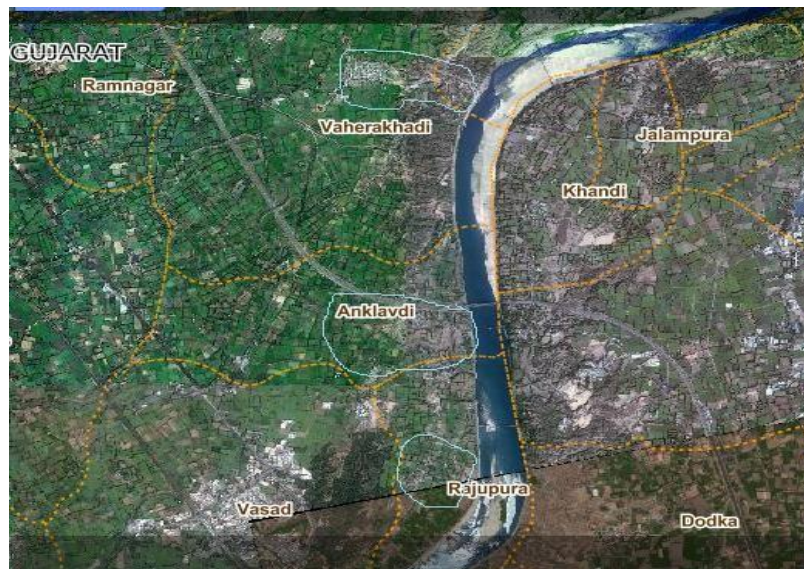 GUJARAT
Ramnagar
Vaherakhadi
Jalampura
Khandi
Anklavdi
Rajupura
Vasad
Dodka